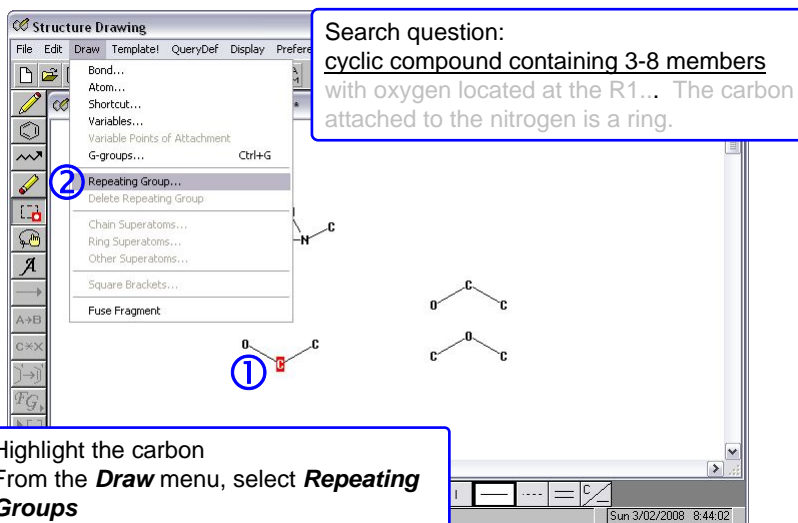 Structure Drawing
Search question:
cyclic compound containing 3-8 members
with oxygen located at the R1... The carbon
attached to the nitrogen is a ring.
File Edit Draw Template! QueryDef Display
Bond...
Atom...
Shortcut...
Variables...
Variable Points of Attachment
G-groups... Ctrl+G
② Repeating Group...
Delete Repeating Group
Chain Superatoms...
Ring Superatoms...
Other Superatoms...
Square Brackets...
Fuse Fragment
N C
C
O C
O C
C
①
O
C C
A
A→B
C✕X
FG
Highlight the carbon
From the Draw menu, select Repeating
Groups
C
Sun 3/02/2008 8:44:02